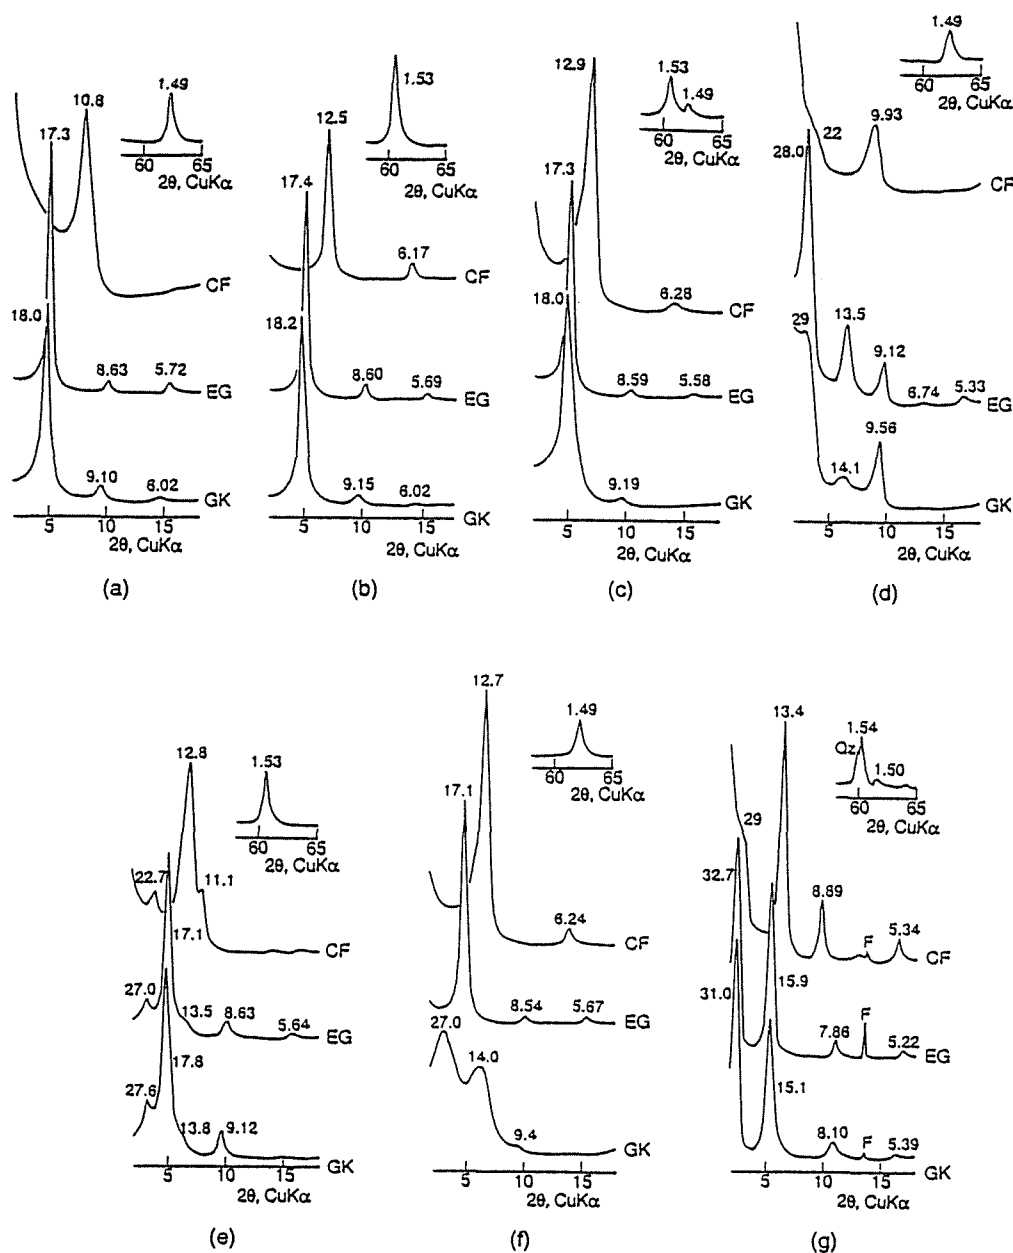 1.49
10.8
17.3
60 65
2θ, CuKα
CF
18.0
8.63 5.72
EG
9.10 6.02
GK
5 10 15
2θ, CuKα
(a)
1.53
12.5
60 65
2θ, CuKα
17.4
6.17
CF
18.2
8.60 5.69
EG
9.15 6.02
GK
5 10 15
2θ, CuKα
(b)
12.9
1.53
1.49
60 65
2θ, CuKα
17.3
6.28
CF
18.0
8.59 5.58
EG
9.19
GK
5 10 15
2θ, CuKα
(c)
1.49
60 65
2θ, CuKα
22 9.93
28.0
CF
29 13.5
9.12
6.74 5.33
EG
9.56
14.1
GK
5 10 15
2θ, CuKα
(d)
12.8
1.53
60 65
2θ, CuKα
22.7 11.1
17.1
CF
27.0
13.5 8.63
5.64
EG
17.8
27.6
13.8 9.12
GK
5 10 15
2θ, CuKα
(e)
12.7
1.49
60 65
2θ, CuKα
17.1
6.24
CF
8.54 5.67
EG
27.0
14.0
9.4
GK
5 10 15
2θ, CuKα
(f)
13.4
1.54
Qz
1.50
60 65
2θ, CuKα
29
32.7
8.89
F 5.34
CF
31.0
15.9
F
7.86
5.22
EG
15.1
8.10 F 5.39
GK
5 10 15
2θ, CuKα
(g)